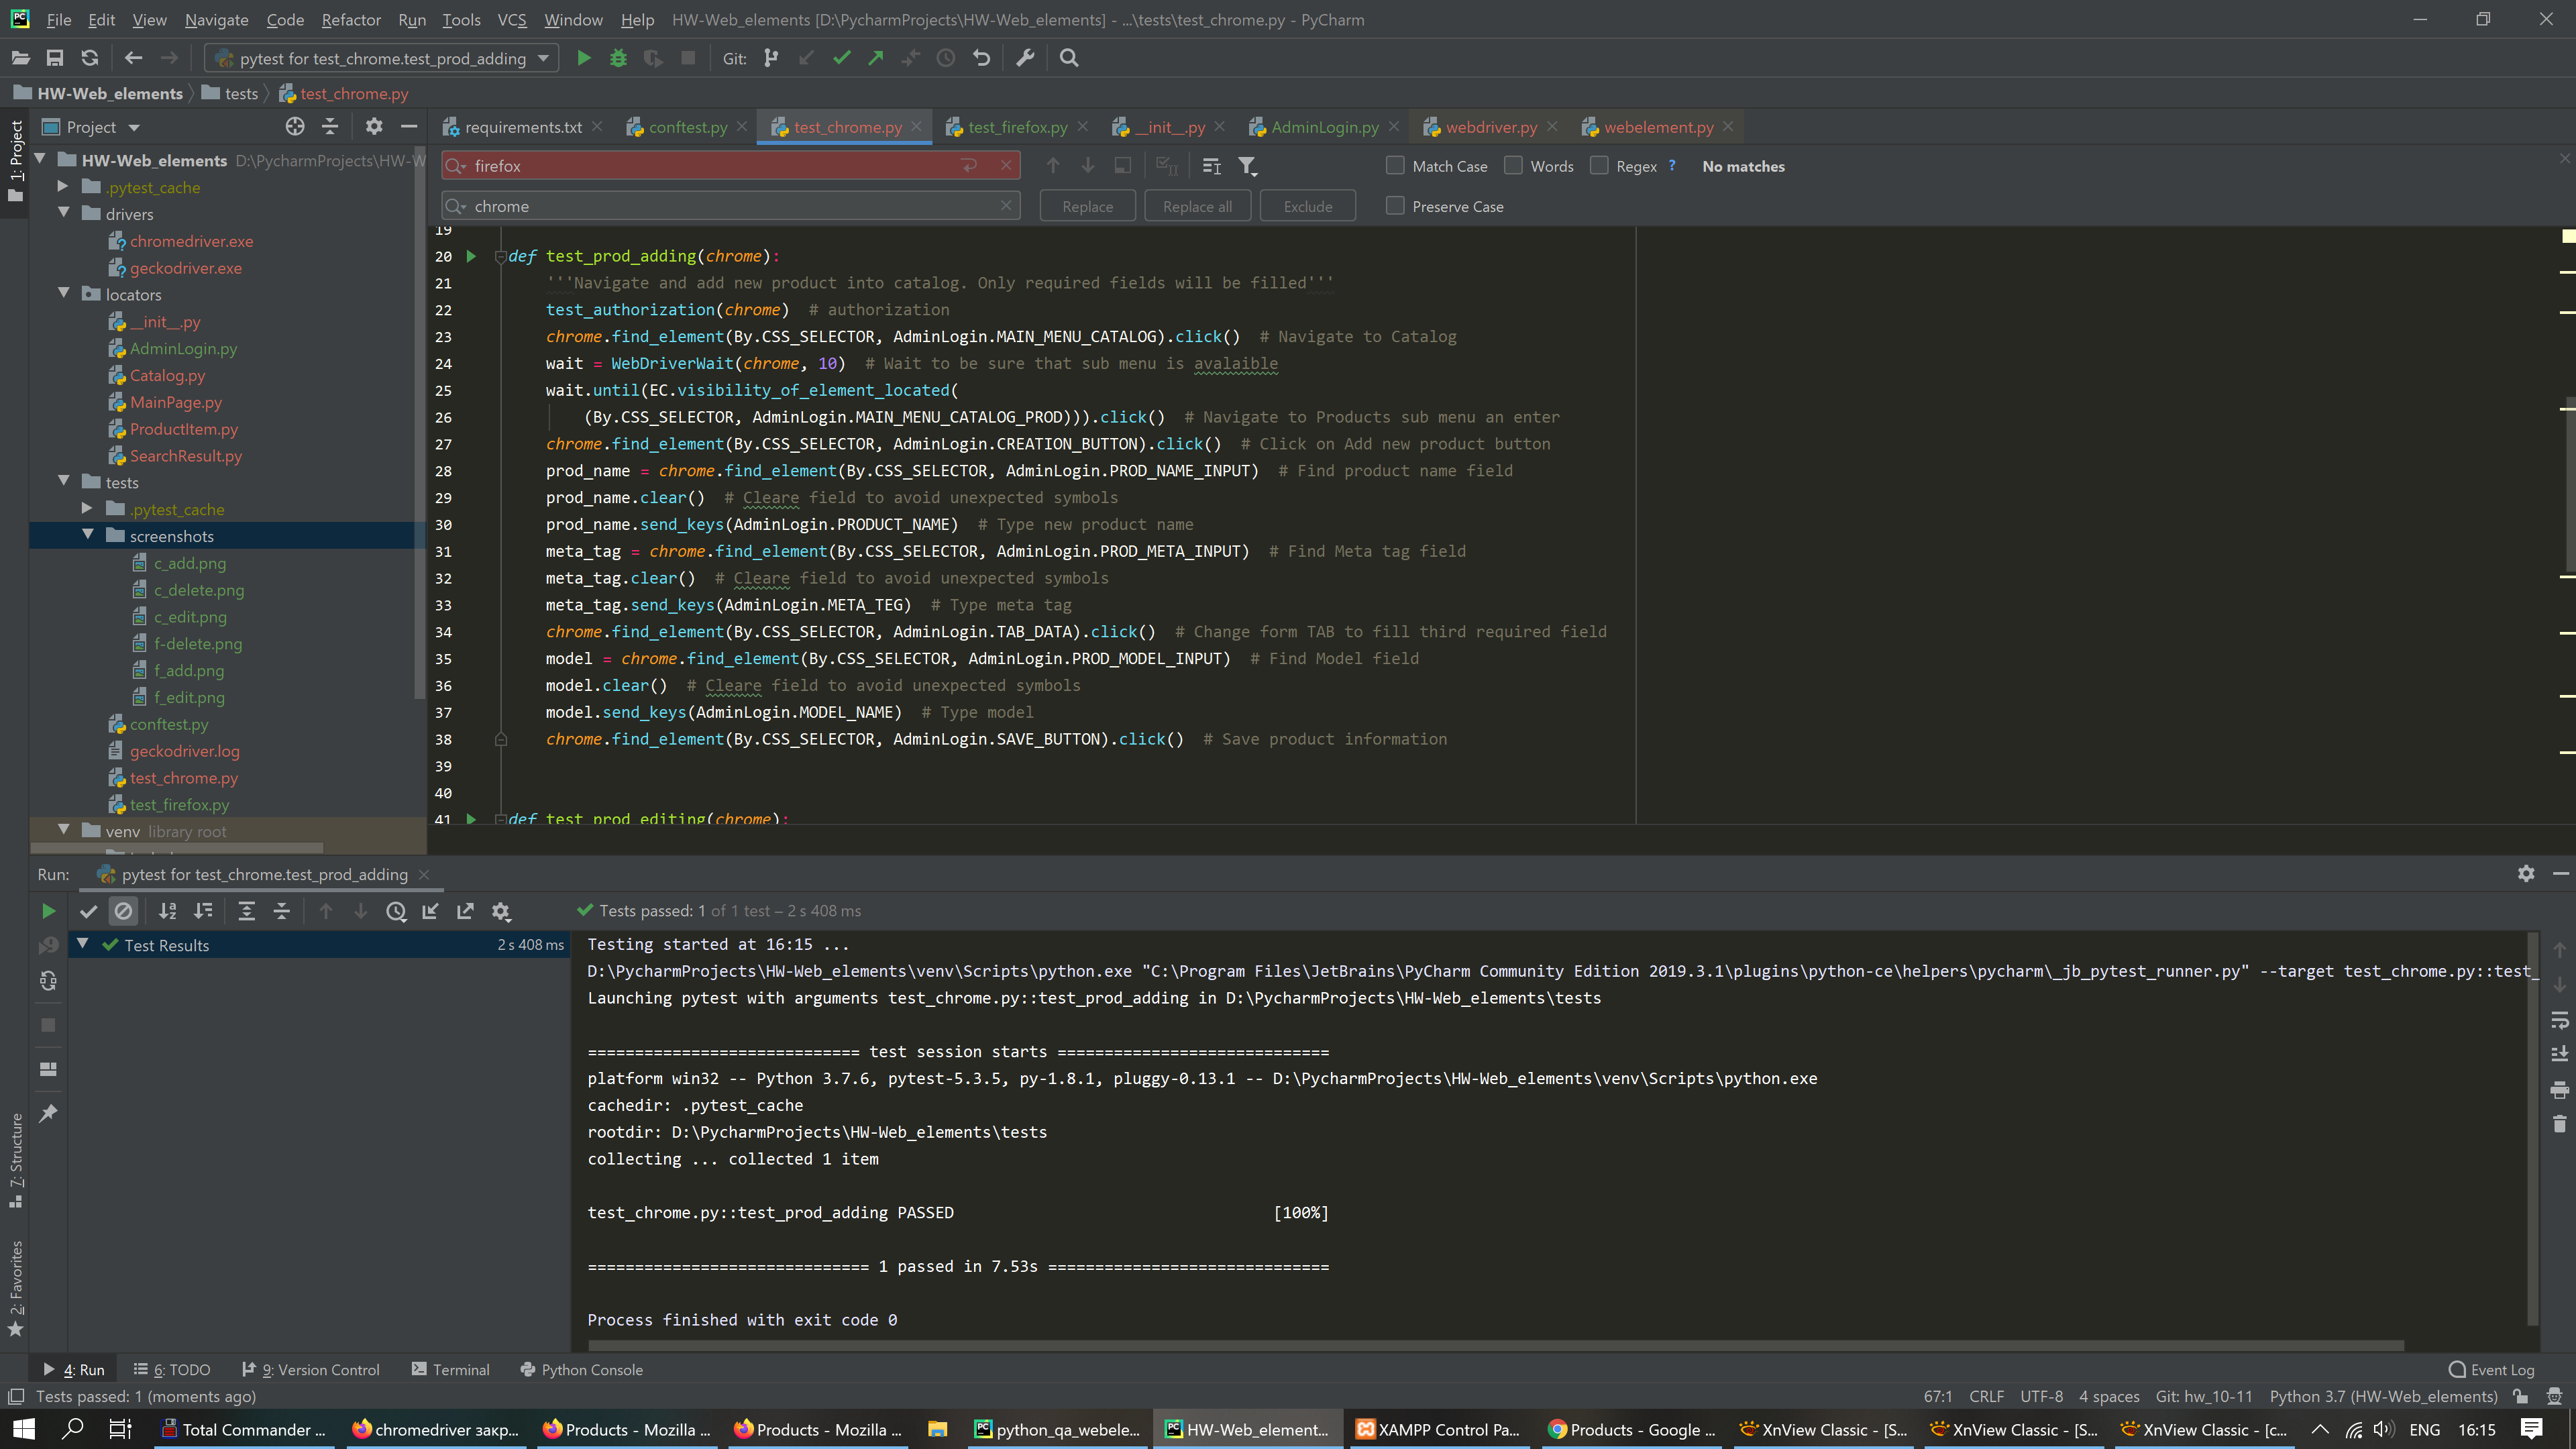 File Edit View Navigate Code Refactor Run Tools VCS Window Help HW-Web_elements [D:\PycharmProjects\HW-Web_elements] - ...\tests\test_chrome.py - PyCharm
pytest for test_chrome.test_prod_adding Git:
HW-Web_elements tests test_chrome.py
Project requirements.txt conftest.py test_chrome.py test_firefox.py __init__.py AdminLogin.py webdriver.py webelement.py
1: Project
7: Structure
2: Favorites
HW-Web_elements D:\PycharmProjects\HW-W
.pytest_cache
drivers
chromedriver.exe
geckodriver.exe
locators
__init__.py
AdminLogin.py
Catalog.py
MainPage.py
ProductItem.py
SearchResult.py
tests
.pytest_cache
screenshots
c_add.png
c_delete.png
c_edit.png
f-delete.png
f_add.png
f_edit.png
conftest.py
geckodriver.log
test_chrome.py
test_firefox.py
venv library root
firefox Match Case Words Regex ? No matches
chrome Replace Replace all Exclude Preserve Case
19
20 def test_prod_adding(chrome):
21 '''Navigate and add new product into catalog. Only required fields will be filled'''
22 test_authorization(chrome)  # authorization
23 chrome.find_element(By.CSS_SELECTOR, AdminLogin.MAIN_MENU_CATALOG).click()  # Navigate to Catalog
24 wait = WebDriverWait(chrome, 10)  # Wait to be sure that sub menu is avalaible
25 wait.until(EC.visibility_of_element_located(
26 (By.CSS_SELECTOR, AdminLogin.MAIN_MENU_CATALOG_PROD))).click()  # Navigate to Products sub menu an enter
27 chrome.find_element(By.CSS_SELECTOR, AdminLogin.CREATION_BUTTON).click()  # Click on Add new product button
28 prod_name = chrome.find_element(By.CSS_SELECTOR, AdminLogin.PROD_NAME_INPUT)  # Find product name field
29 prod_name.clear()  # Cleare field to avoid unexpected symbols
30 prod_name.send_keys(AdminLogin.PRODUCT_NAME)  # Type new product name
31 meta_tag = chrome.find_element(By.CSS_SELECTOR, AdminLogin.PROD_META_INPUT)  # Find Meta tag field
32 meta_tag.clear()  # Cleare field to avoid unexpected symbols
33 meta_tag.send_keys(AdminLogin.META_TEG)  # Type meta tag
34 chrome.find_element(By.CSS_SELECTOR, AdminLogin.TAB_DATA).click()  # Change form TAB to fill third required field
35 model = chrome.find_element(By.CSS_SELECTOR, AdminLogin.PROD_MODEL_INPUT)  # Find Model field
36 model.clear()  # Cleare field to avoid unexpected symbols
37 model.send_keys(AdminLogin.MODEL_NAME)  # Type model
38 chrome.find_element(By.CSS_SELECTOR, AdminLogin.SAVE_BUTTON).click()  # Save product information
39
40
41 def test_prod_editing(chrome):
Run: pytest for test_chrome.test_prod_adding
Tests passed: 1 of 1 test – 2 s 408 ms
Test Results 2 s 408 ms
Testing started at 16:15 ...
D:\PycharmProjects\HW-Web_elements\venv\Scripts\python.exe "C:\Program Files\JetBrains\PyCharm Community Edition 2019.3.1\plugins\python-ce\helpers\pycharm\_jb_pytest_runner.py" --target test_chrome.py::test_
Launching pytest with arguments test_chrome.py::test_prod_adding in D:\PycharmProjects\HW-Web_elements\tests
============================= test session starts =============================
platform win32 -- Python 3.7.6, pytest-5.3.5, py-1.8.1, pluggy-0.13.1 -- D:\PycharmProjects\HW-Web_elements\venv\Scripts\python.exe
cachedir: .pytest_cache
rootdir: D:\PycharmProjects\HW-Web_elements\tests
collecting ... collected 1 item
test_chrome.py::test_prod_adding PASSED [100%]
============================== 1 passed in 7.53s ==============================
Process finished with exit code 0
4: Run 6: TODO 9: Version Control Terminal Python Console Event Log
Tests passed: 1 (moments ago) 67:1 CRLF UTF-8 4 spaces Git: hw_10-11 Python 3.7 (HW-Web_elements)
Total Commander ... chromedriver закр... Products - Mozilla ... Products - Mozilla ... python_qa_webele... HW-Web_element... XAMPP Control Pa... Products - Google ... XnView Classic - [S... XnView Classic - [S... XnView Classic - [c... ENG 16:15